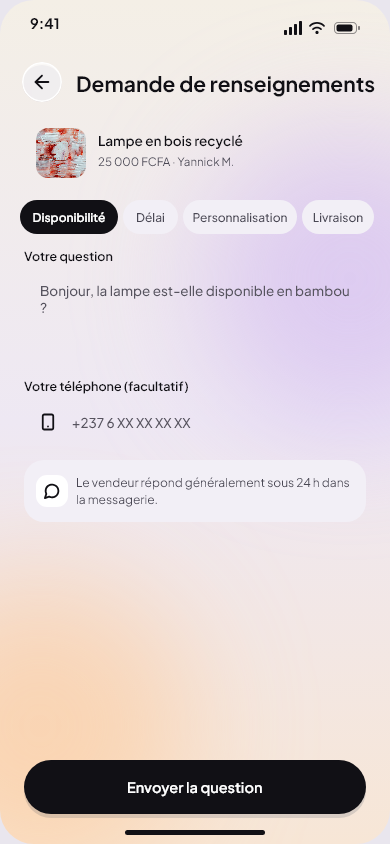 9:41
Demande de renseignements
Lampe en bois recyclé
25 000 FCFA · Yannick M.
Disponibilité
Délai
Personnalisation
Livraison
Votre question
Bonjour, la lampe est-elle disponible en bambou
?
Votre téléphone (facultatif)
+237 6 XX XX XX XX
Le vendeur répond généralement sous 24 h dans
la messagerie.
Envoyer la question